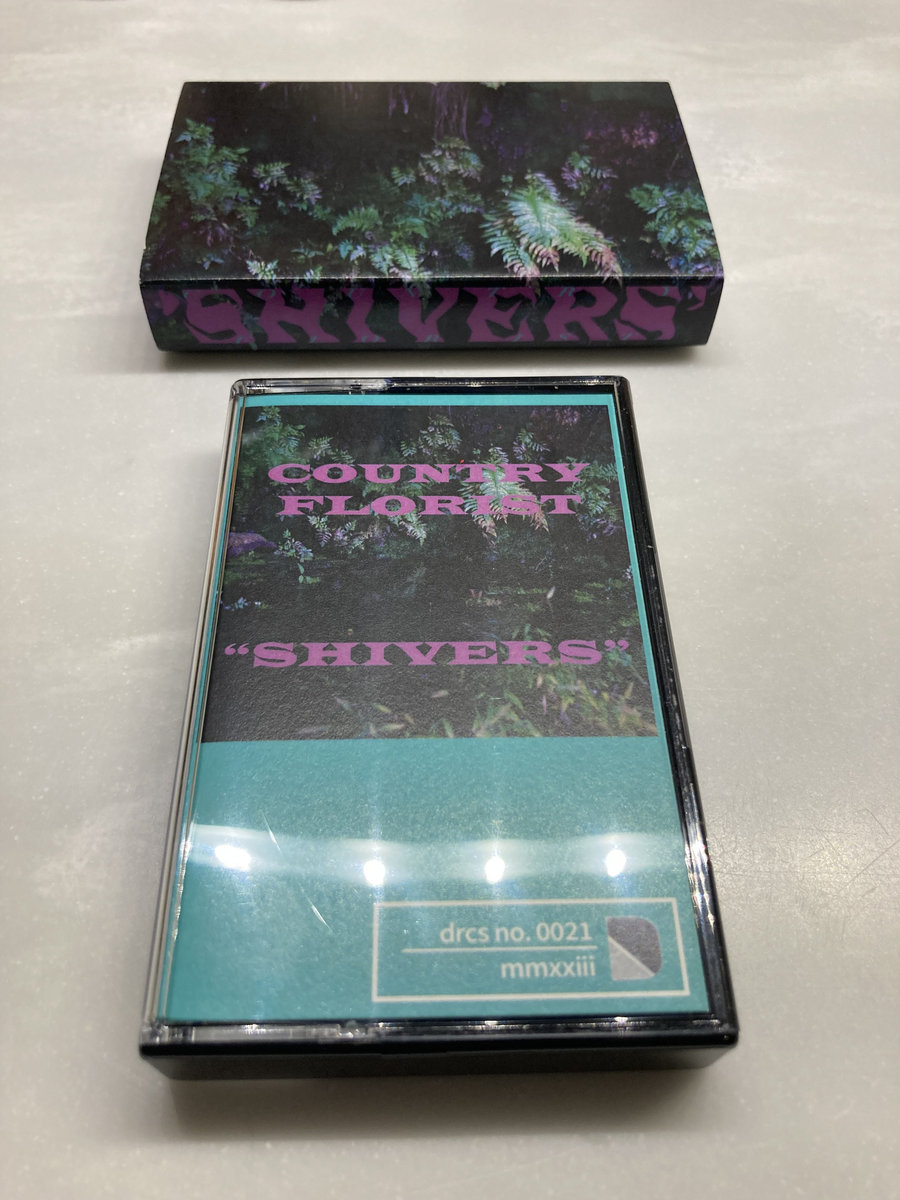 "SHIVERS"
COUNTRY
FLORIST
“SHIVERS”
drcs no. 0021
mmxxiii